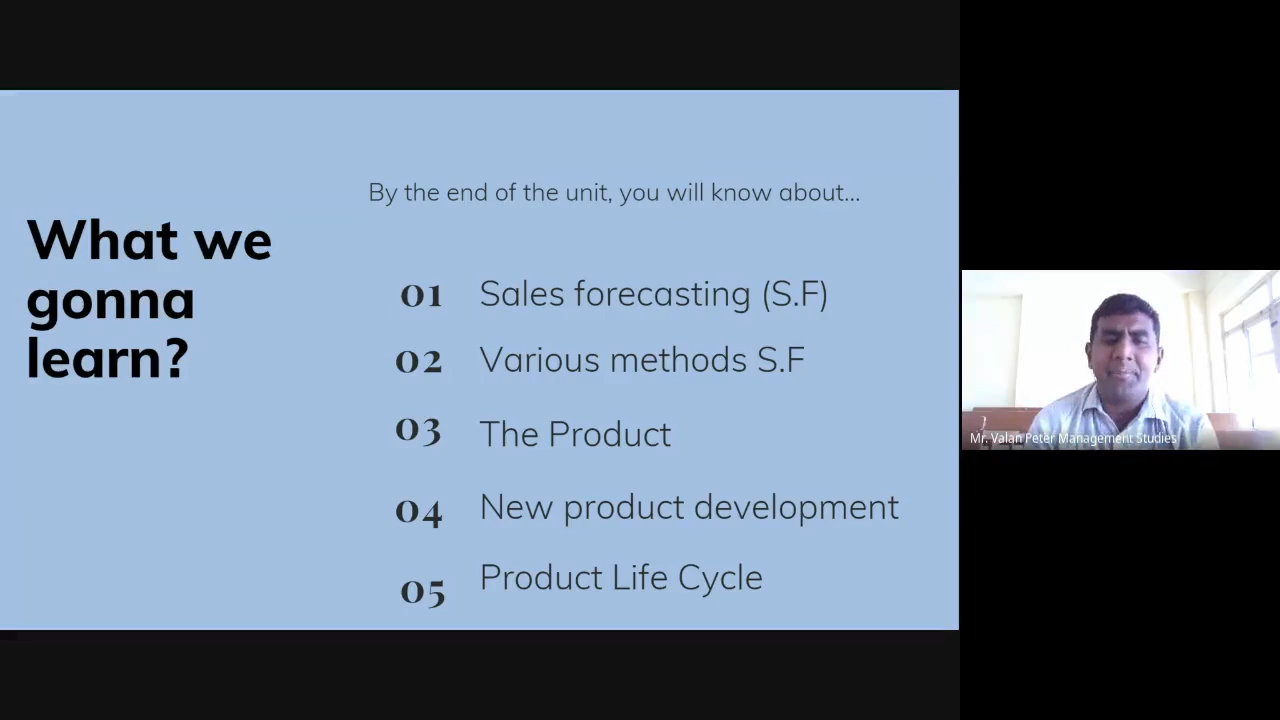 What we
gonna
learn?
By the end of the unit, you will know about...
01 Sales forecasting (S.F)
02 Various methods S.F
03 The Product
04 New product development
05 Product Life Cycle
Mr. Valan Peter Management Studies